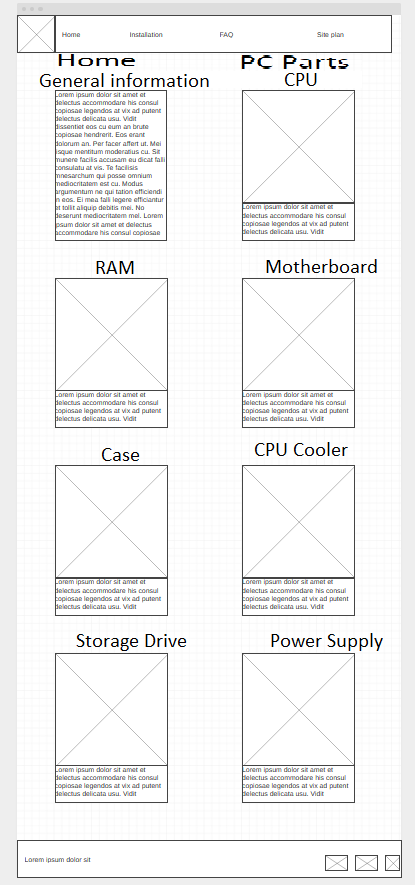 Home Installation FAQ Site plan
Home PC Parts
General information CPU
Lorem ipsum dolor sit amet et
delectus accommodare his consul
copiosae legendos at vix ad putent
delectus delicata usu. Vidit
dissentiet eos cu eum an brute
copiosae hendrerit. Eos erant
dolorum an. Per facer affert ut. Mei
iisque mentitum moderatius cu. Sit
munere facilis accusam eu dicat falli
consulatu at vis. Te facilisis
mnesarchum qui posse omnium
mediocritatem est cu. Modus
argumentum ne qui tation efficiendi
in eos. Ei mea falli legere efficiantur
et tollit aliquip debitis mei. No
deserunt mediocritatem mel. Lorem
ipsum dolor sit amet et delectus
accommodare his consul copiosae
Lorem ipsum dolor sit amet et
delectus accommodare his consul
copiosae legendos at vix ad putent
delectus delicata usu. Vidit
RAM Motherboard
Lorem ipsum dolor sit amet et
delectus accommodare his consul
copiosae legendos at vix ad putent
delectus delicata usu. Vidit
Lorem ipsum dolor sit amet et
delectus accommodare his consul
copiosae legendos at vix ad putent
delectus delicata usu. Vidit
Case CPU Cooler
Lorem ipsum dolor sit amet et
delectus accommodare his consul
copiosae legendos at vix ad putent
delectus delicata usu. Vidit
Lorem ipsum dolor sit amet et
delectus accommodare his consul
copiosae legendos at vix ad putent
delectus delicata usu. Vidit
Storage Drive Power Supply
Lorem ipsum dolor sit amet et
delectus accommodare his consul
copiosae legendos at vix ad putent
delectus delicata usu. Vidit
Lorem ipsum dolor sit amet et
delectus accommodare his consul
copiosae legendos at vix ad putent
delectus delicata usu. Vidit
Lorem ipsum dolor sit